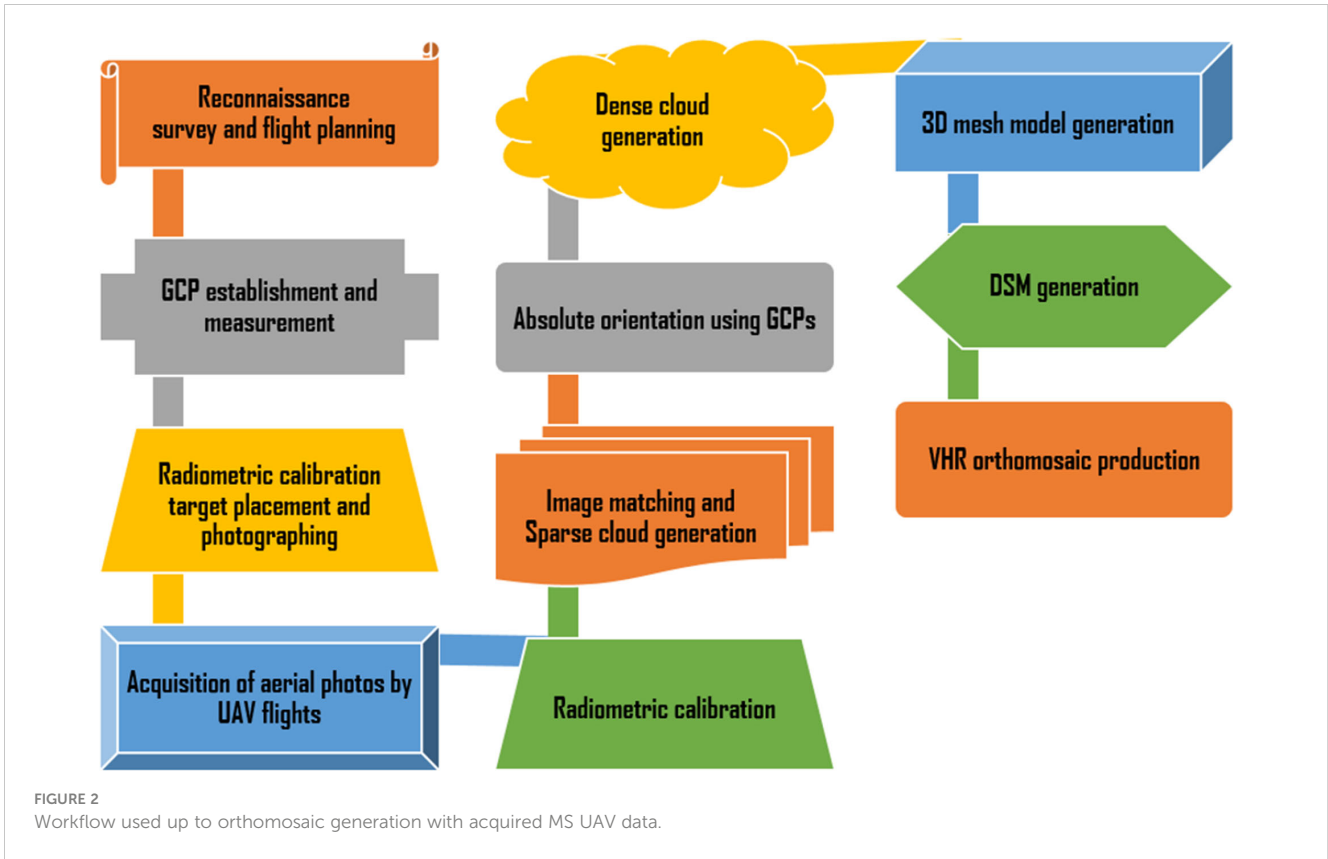 Reconnaissance
survey and flight planning
GCP establishment and
measurement
Radiometric calibration
target placement and
photographing
Acquisition of aerial photos by
UAV flights
Radiometric calibration
Image matching and
Sparse cloud generation
Absolute orientation using GCPs
Dense cloud
generation
3D mesh model generation
DSM generation
VHR orthomosaic production
FIGURE 2
Workflow used up to orthomosaic generation with acquired MS UAV data.